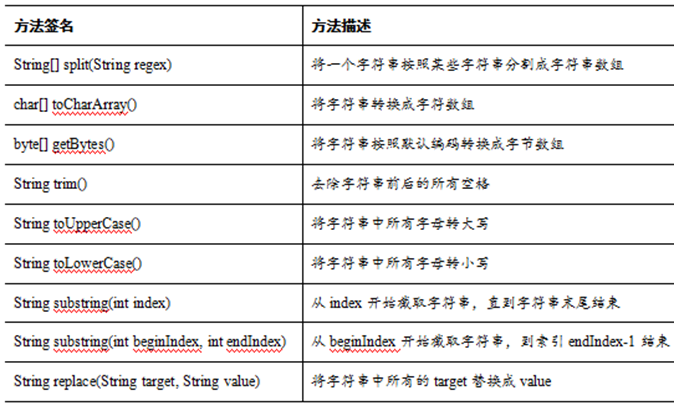 方法签名 方法描述
String[] split(String regex) 将一个字符串按照某些字符串分割成字符串数组
char[] toCharArray() 将字符串转换成字符数组
byte[] getBytes() 将字符串按照默认编码转换成字节数组
String trim() 去除字符串前后的所有空格
String toUpperCase() 将字符串中所有字母转大写
String toLowerCase() 将字符串中所有字母转小写
String substring(int index) 从 index 开始截取字符串，直到字符串末尾结束
String substring(int beginIndex, int endIndex) 从 beginIndex 开始截取字符串，到索引 endIndex-1 结束
String replace(String target, String value) 将字符串中所有的 target 替换成 value